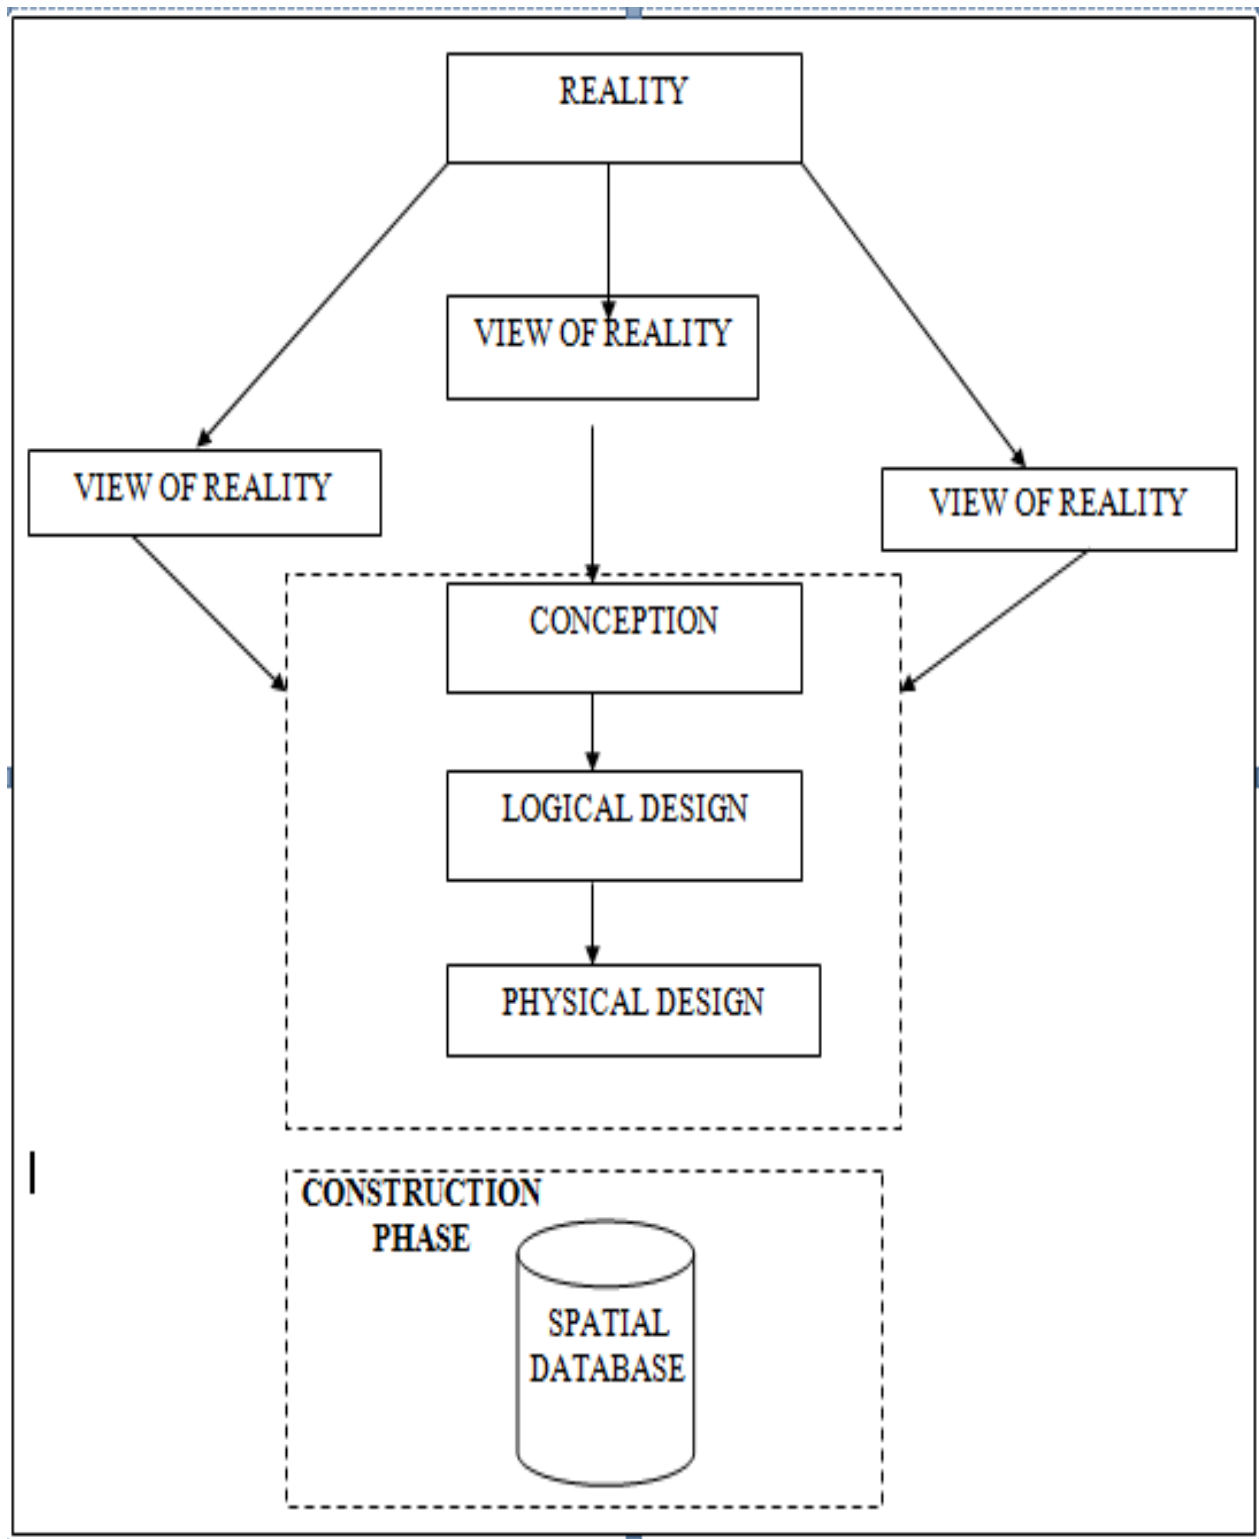 REALITY
VIEW OF REALITY
VIEW OF REALITY
VIEW OF REALITY
CONCEPTION
LOGICAL DESIGN
PHYSICAL DESIGN
CONSTRUCTION
PHASE
SPATIAL
DATABASE